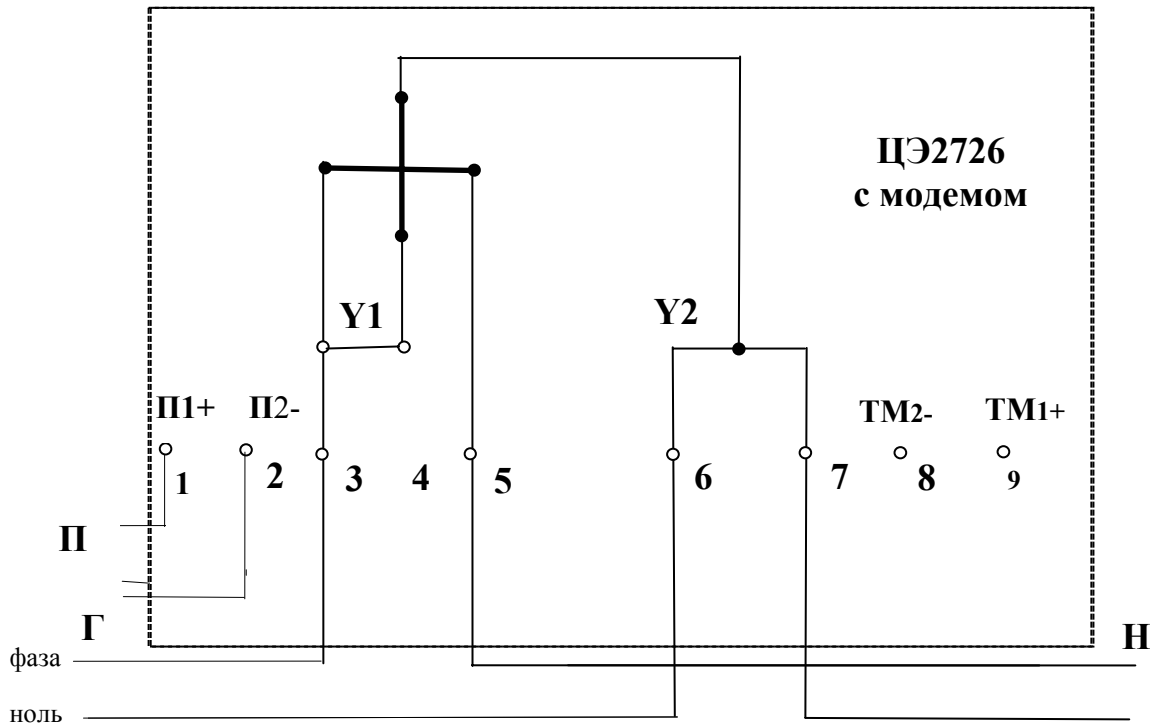 ЦЭ2726
с модемом
Y1
Y2
П1+ П2-
ТМ2- ТМ1+
1 2 3 4 5 6 7 8 9
П
Г
Н
фаза
ноль